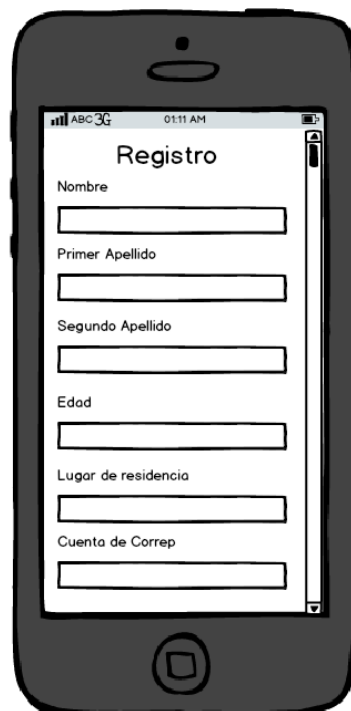 ABC 3G 01:11 AM
Registro
Nombre
Primer Apellido
Segundo Apellido
Edad
Lugar de residencia
Cuenta de Correp